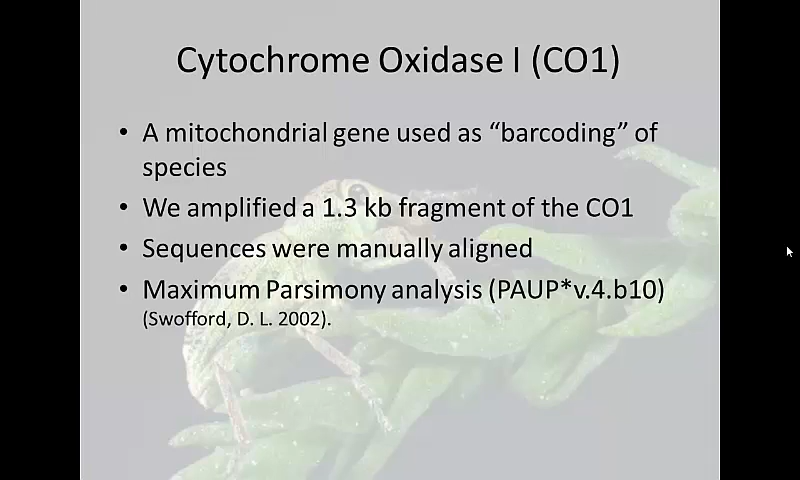 Cytochrome Oxidase I (CO1)
• A mitochondrial gene used as “barcoding” of
species
• We amplified a 1.3 kb fragment of the CO1
• Sequences were manually aligned
• Maximum Parsimony analysis (PAUP*v.4.b10)
(Swofford, D. L. 2002).